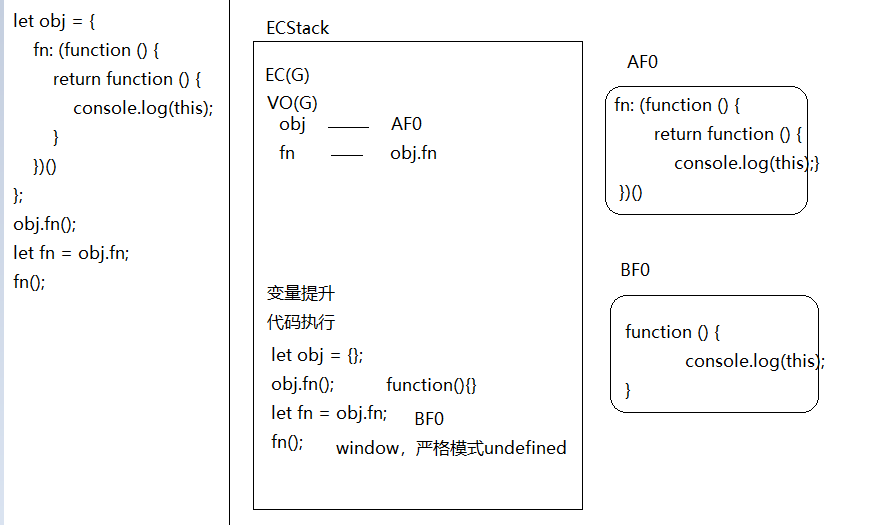 let obj = {
fn: (function () {
return function () {
console.log(this);
}
})()
};
obj.fn();
let fn = obj.fn;
fn();
ECStack
EC(G)
VO(G)
obj —— AF0
fn —— obj.fn
变量提升
代码执行
let obj = {};
obj.fn(); function(){}
let fn = obj.fn; BF0
fn(); window，严格模式undefined
AF0
fn: (function () {
return function () {
console.log(this);}
})()
BF0
function () {
console.log(this);
}